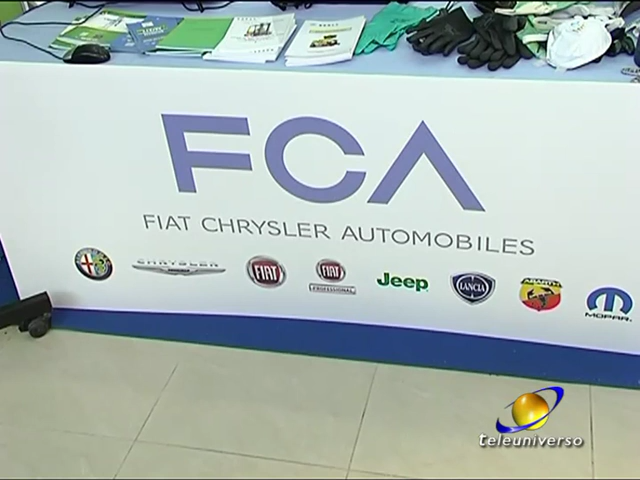 FCA
FIAT CHRYSLER AUTOMOBILES
CHRYSLER
FIAT
FIAT
PROFESSIONAL
Jeep
LANCIA
ABARTH
MOPAR
teleuniverso